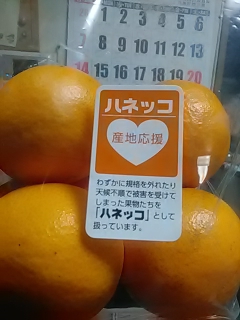 1 2 3 4 5 6
8 9 10 11 12 13
14 15 16 17 18 19 20
ハネッコ
産地応援
わずかに規格を外れたり
天候不順で被害を受けて
しまった果物たちを
「ハネッコ」として
扱っています。